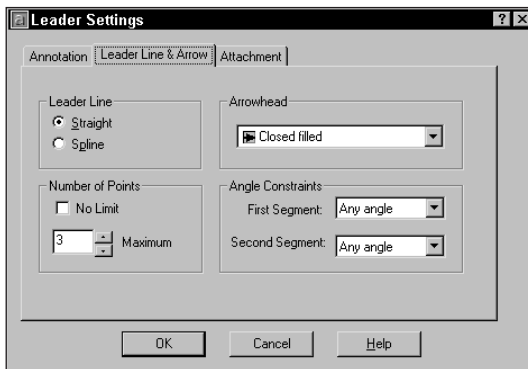 Leader Settings
Annotation Leader Line & Arrow Attachment
Leader Line
Straight
Spline
Arrowhead
Closed filled
Number of Points
No Limit
3 Maximum
Angle Constraints
First Segment: Any angle
Second Segment: Any angle
OK Cancel Help